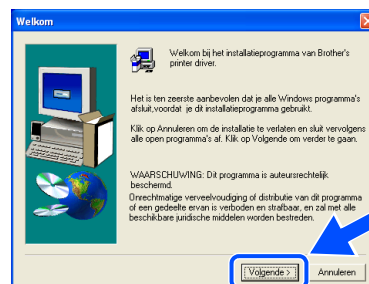 Welkom
Welkom bij het installatieprogramma van Brother's
printer driver.
Het is ten zeerste aanbevolen dat je alle Windows programma's
afsluit,voordat je dit installatieprogramma gebruikt.
Klik op Annuleren om de installatie te verlaten en sluit vervolgens
alle open programma's af. Klik op Volgende om verder te gaan.
WAARSCHUWING: Dit programma is auteursrechtelijk
beschermd.
Onrechtmatige verveelvoudiging of distributie van dit programma
of een gedeelte ervan is verboden en strafbaar, en zal met alle
beschikbare juridische middelen worden bestreden.
Volgende > Annuleren